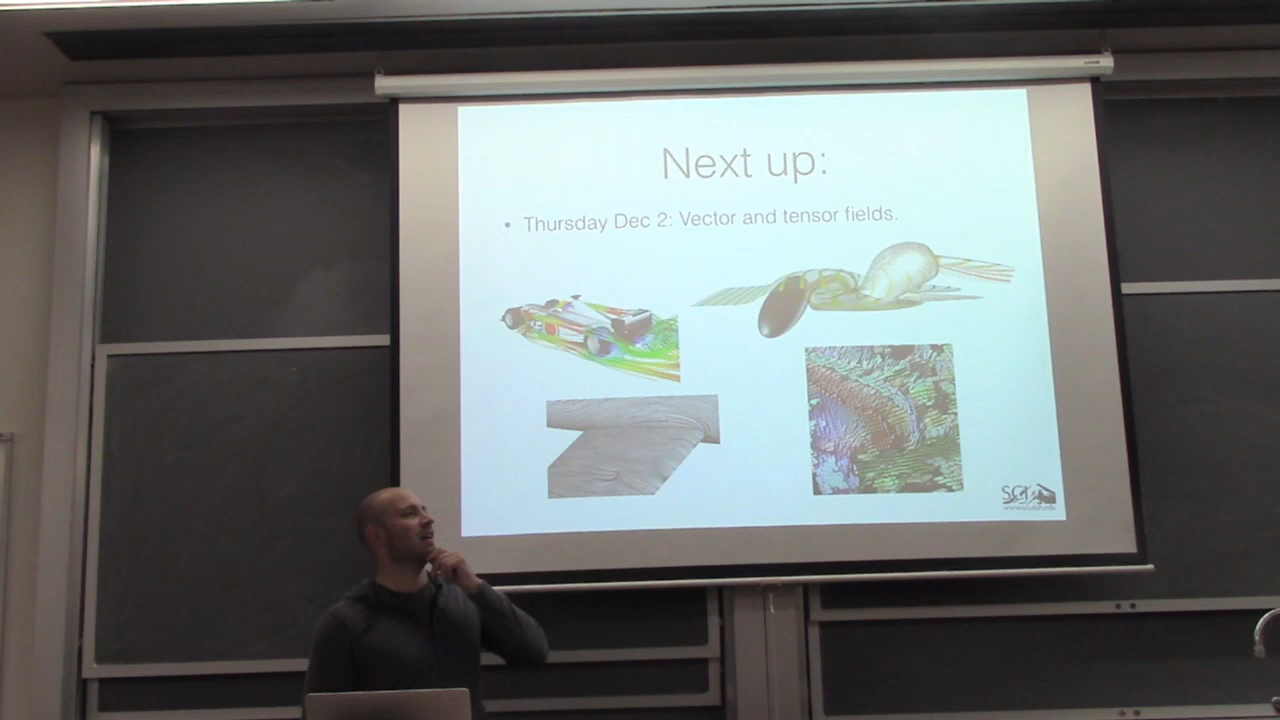 Next up:
• Thursday Dec 2: Vector and tensor fields.
SCI